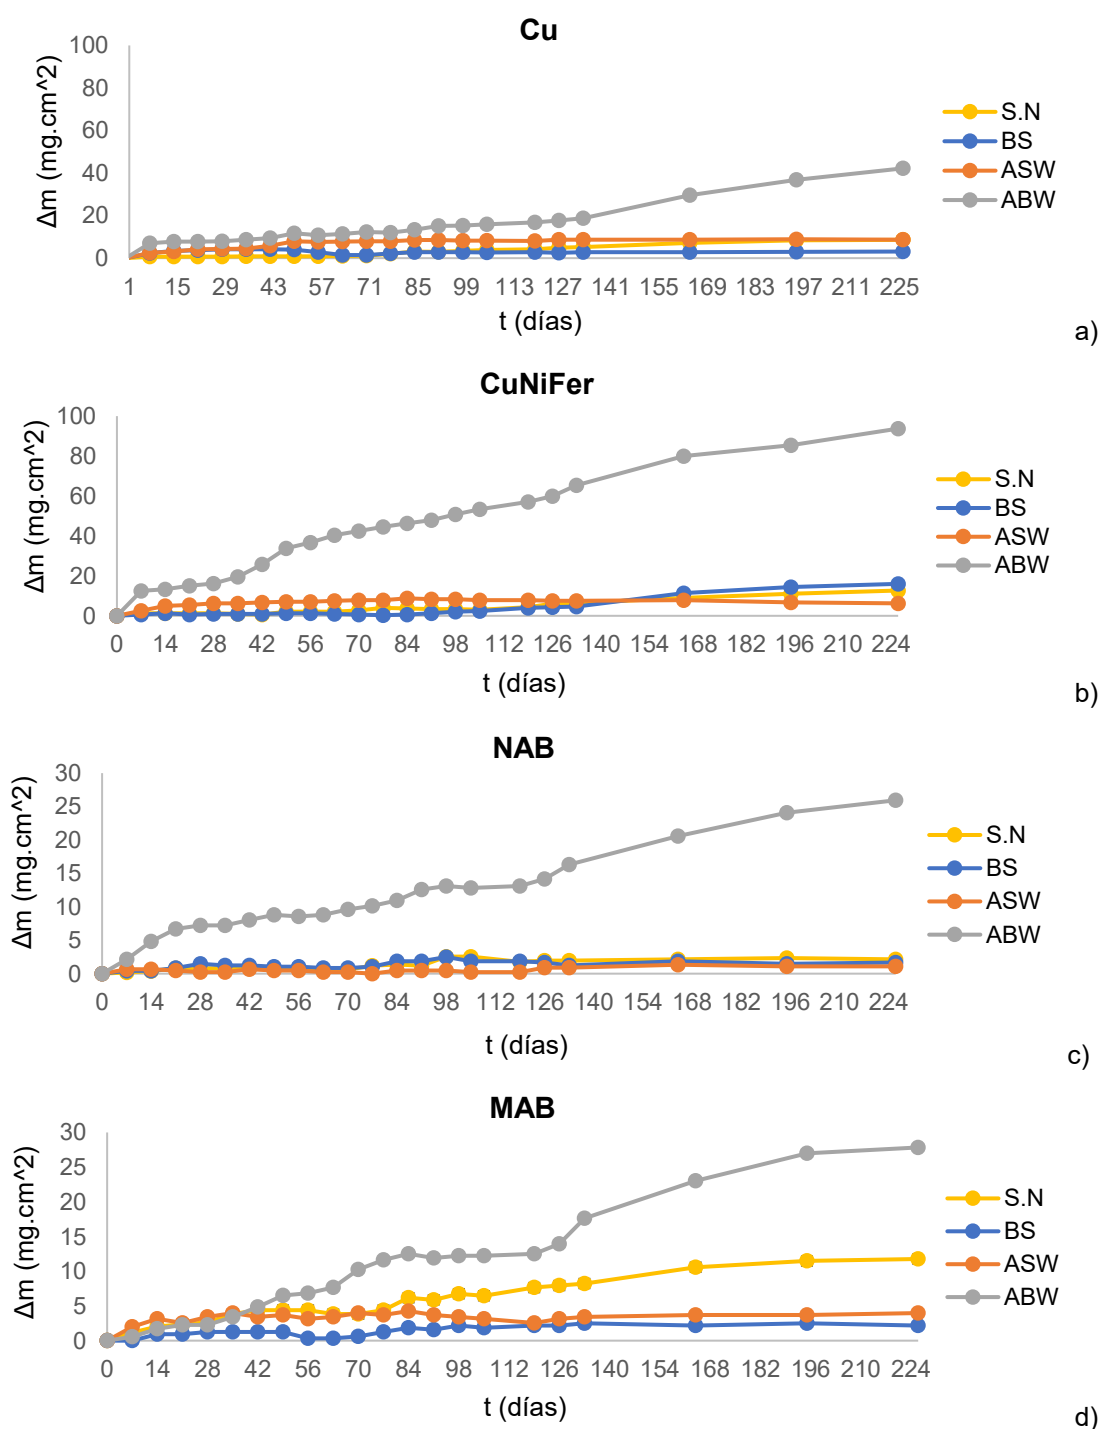 Cu
100
80
60
40
20
0
Δm (mg.cm^2)
1 15 29 43 57 71 85 99 113 127 141 155 169 183 197 211 225
t (días)
S.N
BS
ASW
ABW
a)
CuNiFer
100
80
60
40
20
0
Δm (mg.cm^2)
0 14 28 42 56 70 84 98 112 126 140 154 168 182 196 210 224
t (días)
S.N
BS
ASW
ABW
b)
NAB
30
25
20
15
10
5
0
Δm (mg.cm^2)
0 14 28 42 56 70 84 98 112 126 140 154 168 182 196 210 224
t (días)
S.N
BS
ASW
ABW
c)
MAB
30
25
20
15
10
5
0
Δm (mg.cm^2)
0 14 28 42 56 70 84 98 112 126 140 154 168 182 196 210 224
t (días)
S.N
BS
ASW
ABW
d)